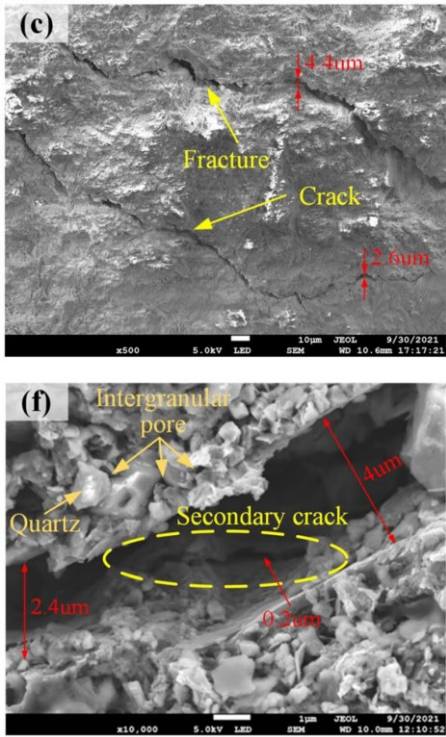 (c)
4.4um
Fracture
Crack
2.6um
10μm JEOL 9/30/2021
x500 5.0kV LED SEM WD 10.6mm 17:17:21
(f)
Intergranular
pore
Quartz
Secondary crack
4um
2.4um
0.2um
1μm JEOL 9/30/2021
x10,000 5.0kV LED SEM WD 10.0mm 12:10:52